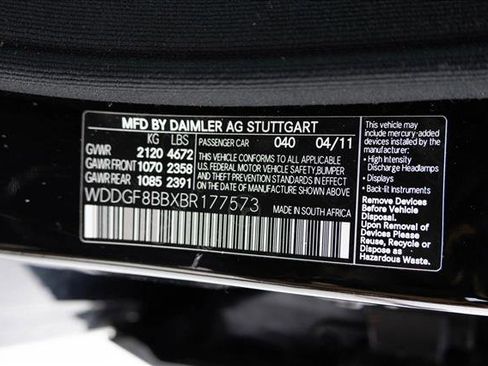 MFD BY DAIMLER AG STUTTGART
KG LBS PASSENGER CAR 040 04/11
GVWR 2120 4672
GAWR FRONT 1070 2358
GAWR REAR 1085 2391
THIS VEHICLE CONFORMS TO ALL APPLICABLE
U.S. FEDERAL MOTOR VEHICLE SAFETY, BUMPER
AND THEFT PREVENTION STANDARDS IN EFFECT
ON THE DATE OF MANUFACTURE SHOWN ABOVE.
WDDGF8BBXBR177573 MADE IN SOUTH AFRICA
This vehicle may
include mercury-added
devices installed by
the manufacturer:
• High Intensity
Discharge Headlamps
• Displays
• Back-lit Instruments
Remove Devices
Before Vehicle
Disposal.
Upon Removal of
Devices Please
Reuse, Recycle or
Dispose as
Hazardous Waste.